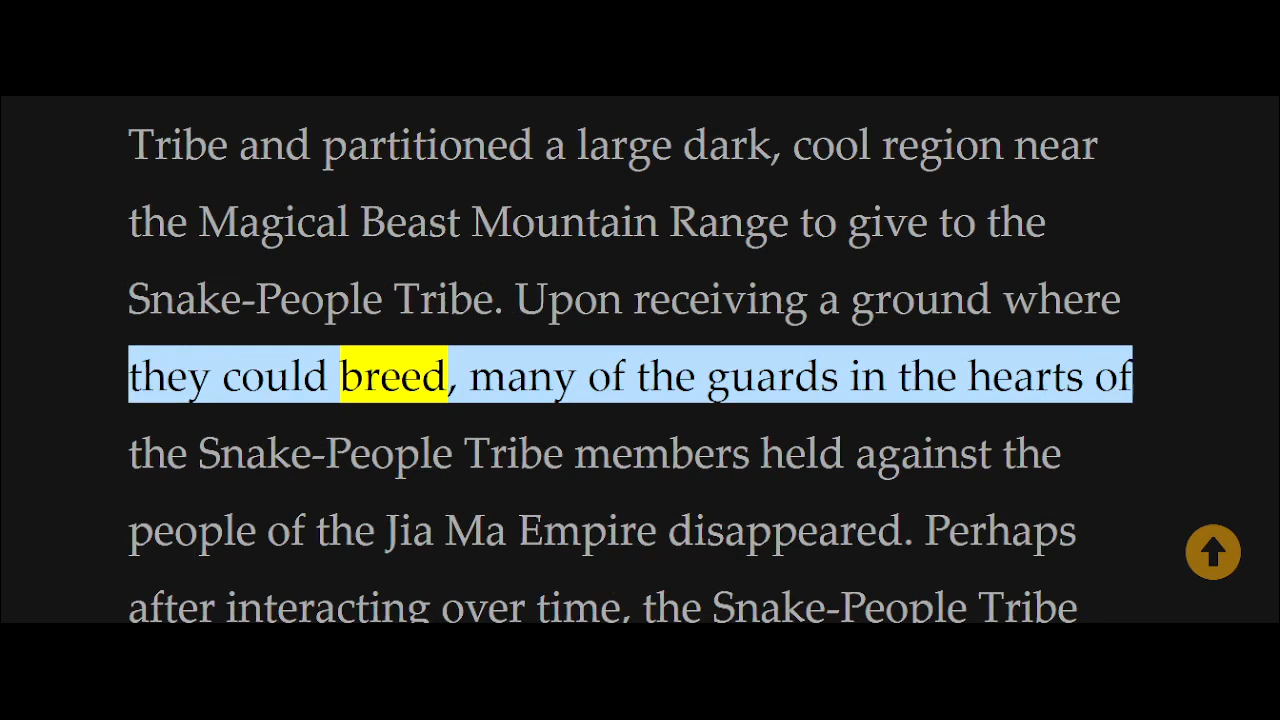 Tribe and partitioned a large dark, cool region near
the Magical Beast Mountain Range to give to the
Snake-People Tribe. Upon receiving a ground where
they could breed, many of the guards in the hearts of
the Snake-People Tribe members held against the
people of the Jia Ma Empire disappeared. Perhaps
after interacting over time, the Snake-People Tribe